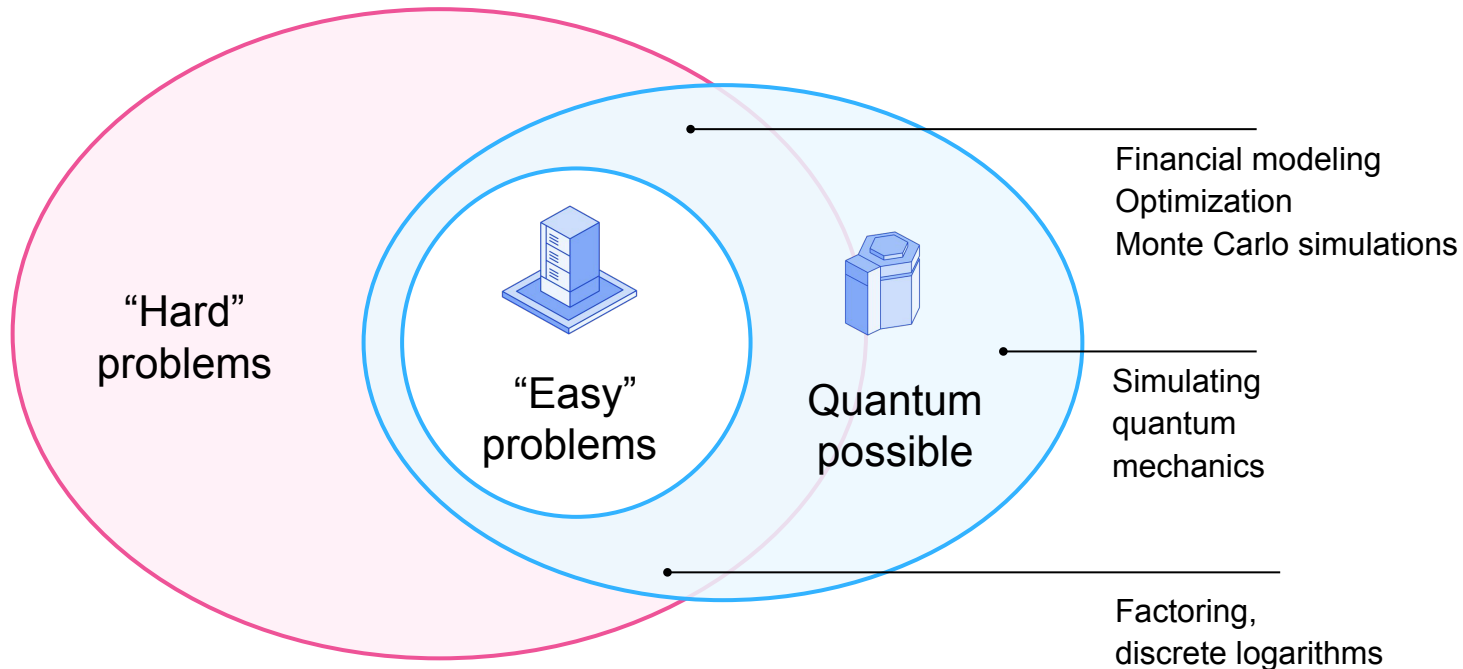 “Hard”
problems
“Easy”
problems
Quantum
possible
Financial modeling
Optimization
Monte Carlo simulations
Simulating
quantum
mechanics
Factoring,
discrete logarithms